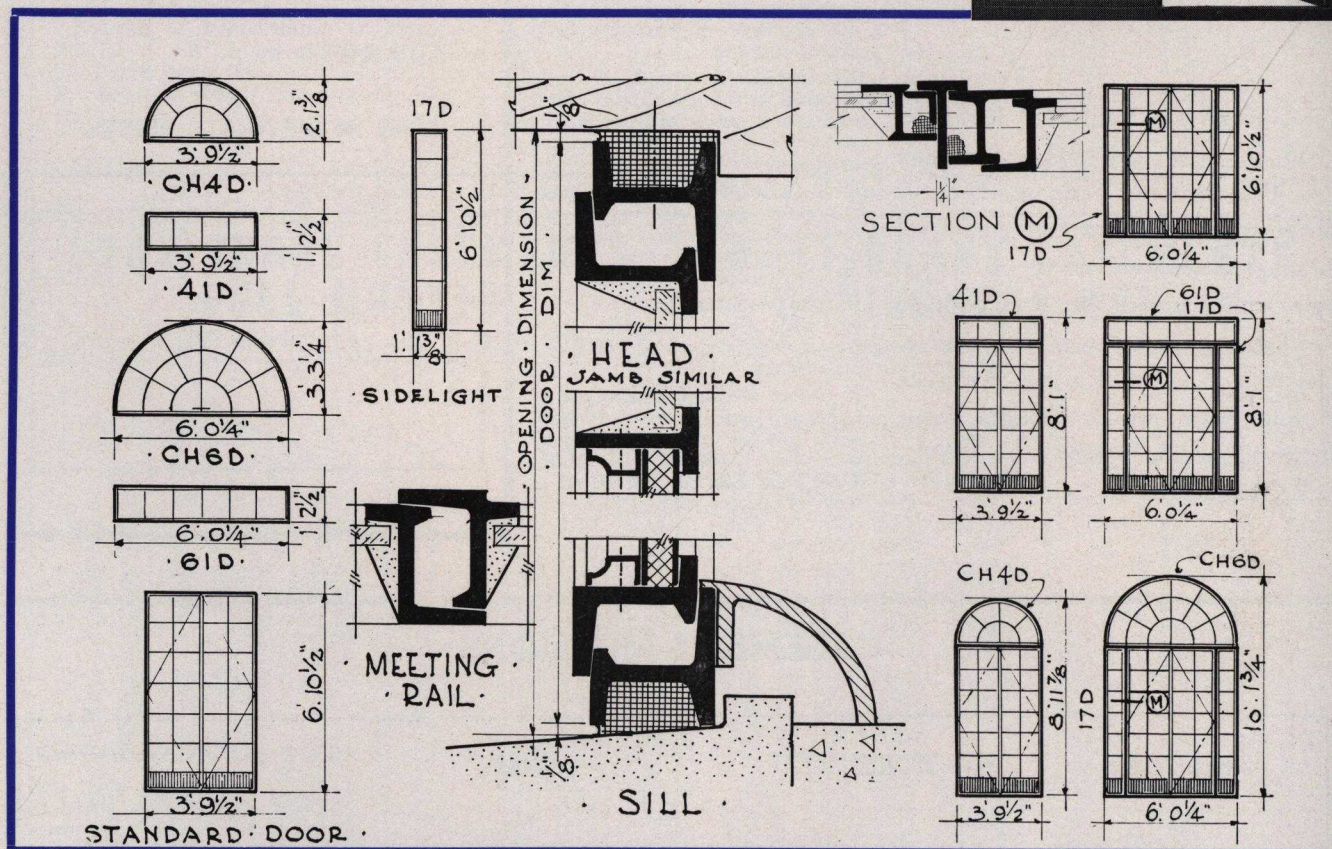 2'.1 3/8"
3'.9 1/2"
· CH4D ·
1'. 2 1/2"
3'.9 1/2"
· 41D ·
3'.3 1/4"
6'.0 1/4"
· CH6D ·
1'. 2 1/2"
6'.0 1/4"
· 61D ·
6'.10 1/2"
3'.9 1/2"
STANDARD · DOOR ·
17D
6' 10 1/2"
1'. 1 3/8"
· SIDELIGHT
· MEETING ·
· RAIL ·
1/8"
OPENING · DIMENSION
· DOOR · DIM ·
· HEAD ·
JAMB SIMILAR
1/8"
· SILL ·
1/4"
SECTION M
17D
M
6'.10 1/2"
6'.0 1/4"
41D
8'.1"
3'.9 1/2"
61D
17D
M
8'.1"
6'.0 1/4"
CH4D
8'.11 7/8"
3'.9 1/2"
CH6D
17D
M
10'.1 3/4"
6'.0 1/4"